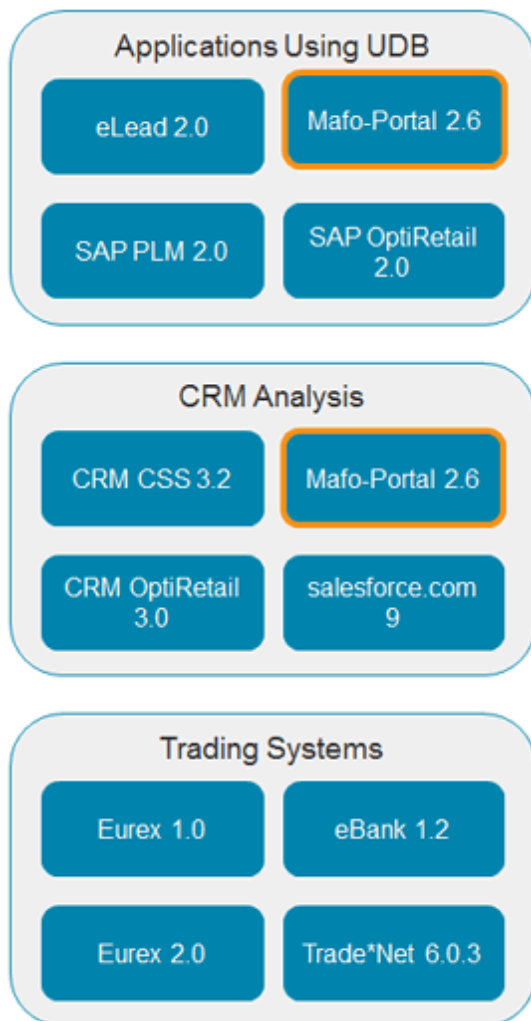 Applications Using UDB
eLead 2.0
Mafo-Portal 2.6
SAP PLM 2.0
SAP OptiRetail
2.0
CRM Analysis
CRM CSS 3.2
Mafo-Portal 2.6
CRM OptiRetail
3.0
salesforce.com
9
Trading Systems
Eurex 1.0
eBank 1.2
Eurex 2.0
Trade*Net 6.0.3